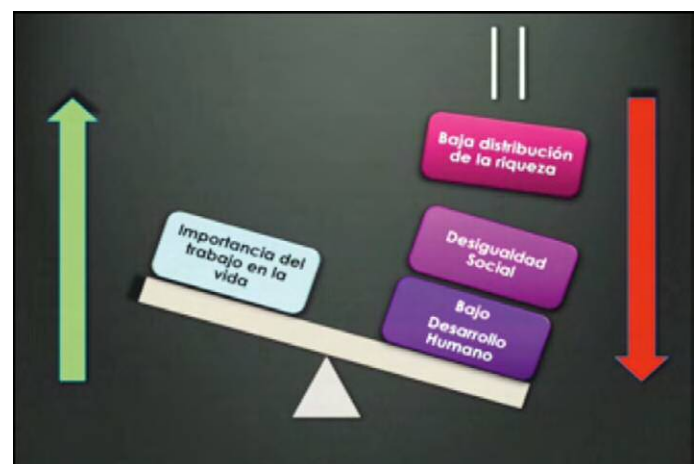 Baja distribución
de la riqueza
Importancia del
trabajo en la
vida
Desigualdad
Social
Bajo
Desarrollo
Humano